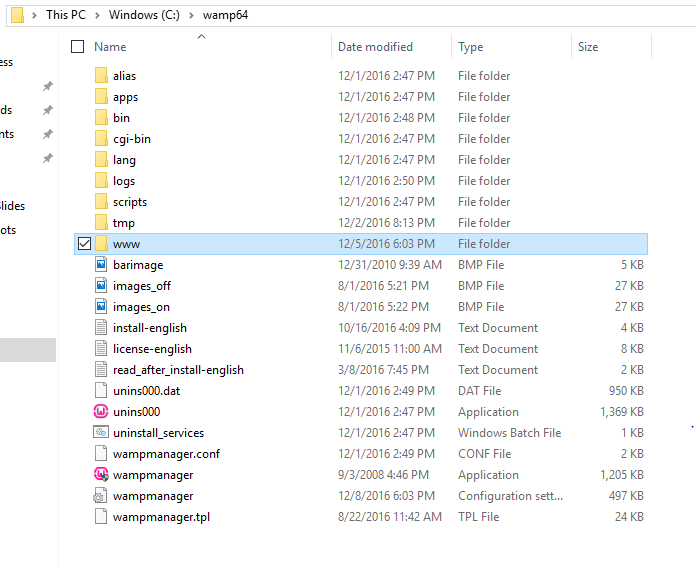 This PC > Windows (C:) > wamp64
Name Date modified Type Size
ess
alias 12/1/2016 2:47 PM File folder
apps 12/1/2016 2:47 PM File folder
ds
bin 12/1/2016 2:48 PM File folder
nts
cgi-bin 12/1/2016 2:47 PM File folder
lang 12/1/2016 2:47 PM File folder
logs 12/1/2016 2:50 PM File folder
scripts 12/1/2016 2:47 PM File folder
lides
tmp 12/2/2016 8:13 PM File folder
ots
www 12/5/2016 6:03 PM File folder
barimage 12/31/2010 9:39 AM BMP File 5 KB
images_off 8/1/2016 5:21 PM BMP File 27 KB
images_on 8/1/2016 5:22 PM BMP File 27 KB
install-english 10/16/2016 4:09 PM Text Document 4 KB
license-english 11/6/2015 11:00 AM Text Document 8 KB
read_after_install-english 3/8/2016 7:45 PM Text Document 2 KB
unins000.dat 12/1/2016 2:49 PM DAT File 950 KB
unins000 12/1/2016 2:47 PM Application 1,369 KB
uninstall_services 12/1/2016 2:47 PM Windows Batch File 1 KB
wampmanager.conf 12/1/2016 2:49 PM CONF File 2 KB
wampmanager 9/3/2008 4:46 PM Application 1,205 KB
wampmanager 12/8/2016 6:03 PM Configuration sett... 497 KB
wampmanager.tpl 8/22/2016 11:42 AM TPL File 24 KB